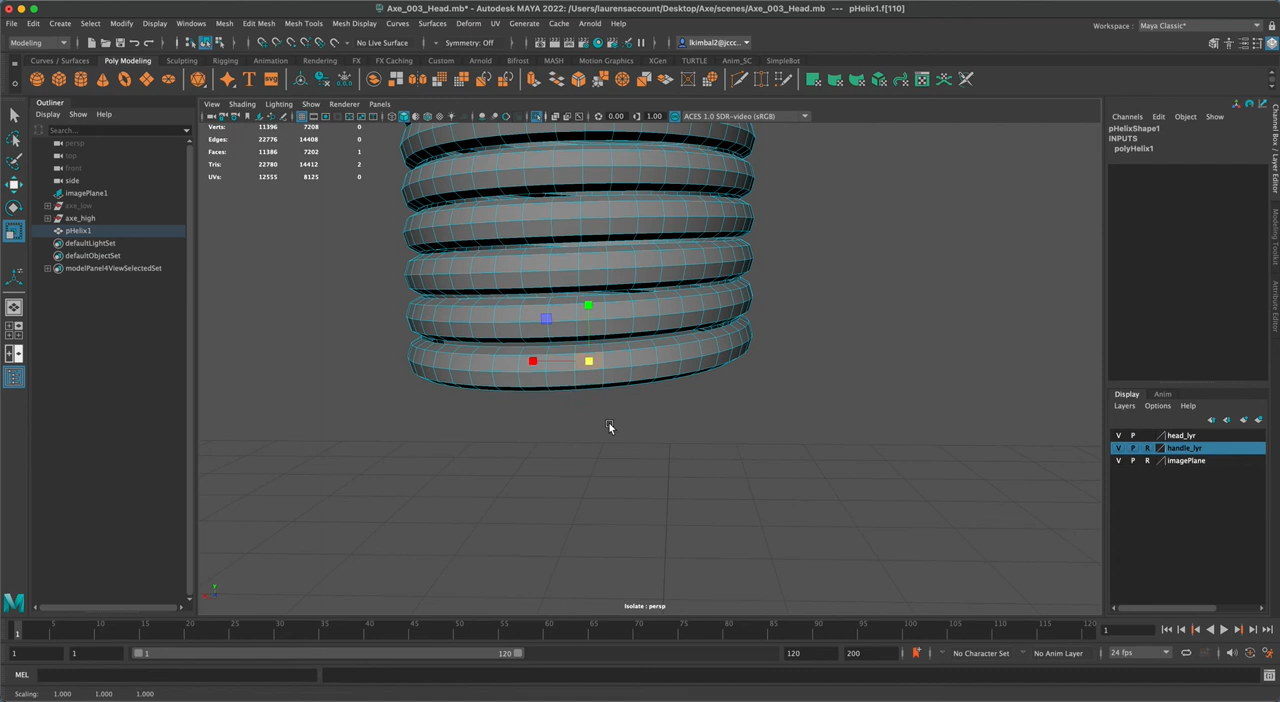 Axe_003_Head.mb* - Autodesk MAYA 2022: /Users/laurensaccount/Desktop/Axe/scenes/Axe_003_Head.mb --- pHelix1.f[110]
File Edit Create Select Modify Display Windows Mesh Edit Mesh Mesh Tools Mesh Display Curves Surfaces Deform UV Generate Cache Arnold Help
Workspace : Maya Classic*
Modeling No Live Surface Symmetry: Off lkimbal2@jccc...
Curves / Surfaces Poly Modeling Sculpting Rigging Animation Rendering FX FX Caching Custom Arnold Bifrost MASH Motion Graphics XGen TURTLE Anim_SC SimpleBot
SVG
Outliner
Display Show Help
Search...
persp
top
front
side
imagePlane1
axe_low
axe_high
pHelix1
defaultLightSet
defaultObjectSet
modelPanel4ViewSelectedSet
View Shading Lighting Show Renderer Panels
0.00 1.00 ACES 1.0 SDR-video (sRGB)
Verts: 11396 7208 0
Edges: 22776 14408 0
Faces: 11386 7202 1
Tris: 22780 14412 2
UVs: 12555 8125 0
Isolate : persp
Channels Edit Object Show
pHelixShape1
INPUTS
polyHelix1
Channel Box / Layer Editor
Modeling Toolkit
Attribute Editor
Display Anim
Layers Options Help
V P head_lyr
V P R handle_lyr
V P R imagePlane
5 10 15 20 25 30 35 40 45 50 55 60 65 70 75 80 85 90 95 100 105 110 115 120
1 1
1 1 1 120 120 200 No Character Set No Anim Layer 24 fps
MEL
Scaling: 1.000 1.000 1.000